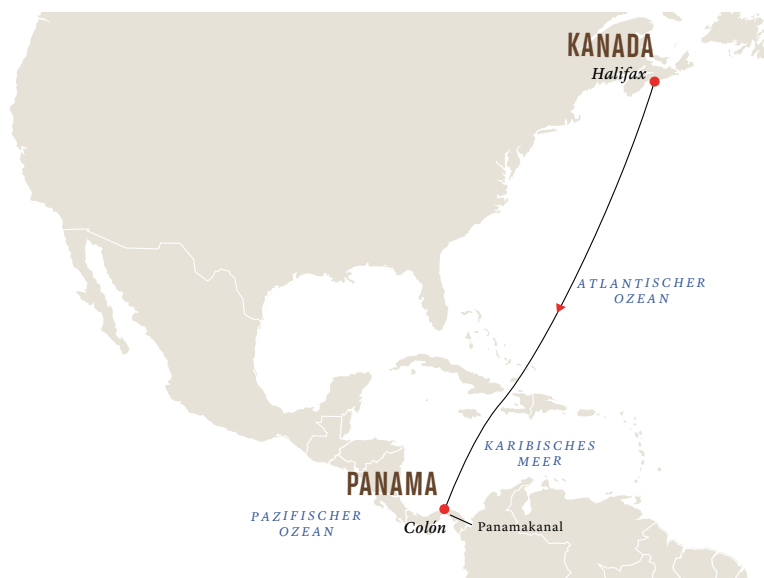 KANADA
Halifax
ATLANTISCHER
OZEAN
KARIBISCHES
MEER
PANAMA
PAZIFISCHER
OZEAN
Colón
Panamakanal